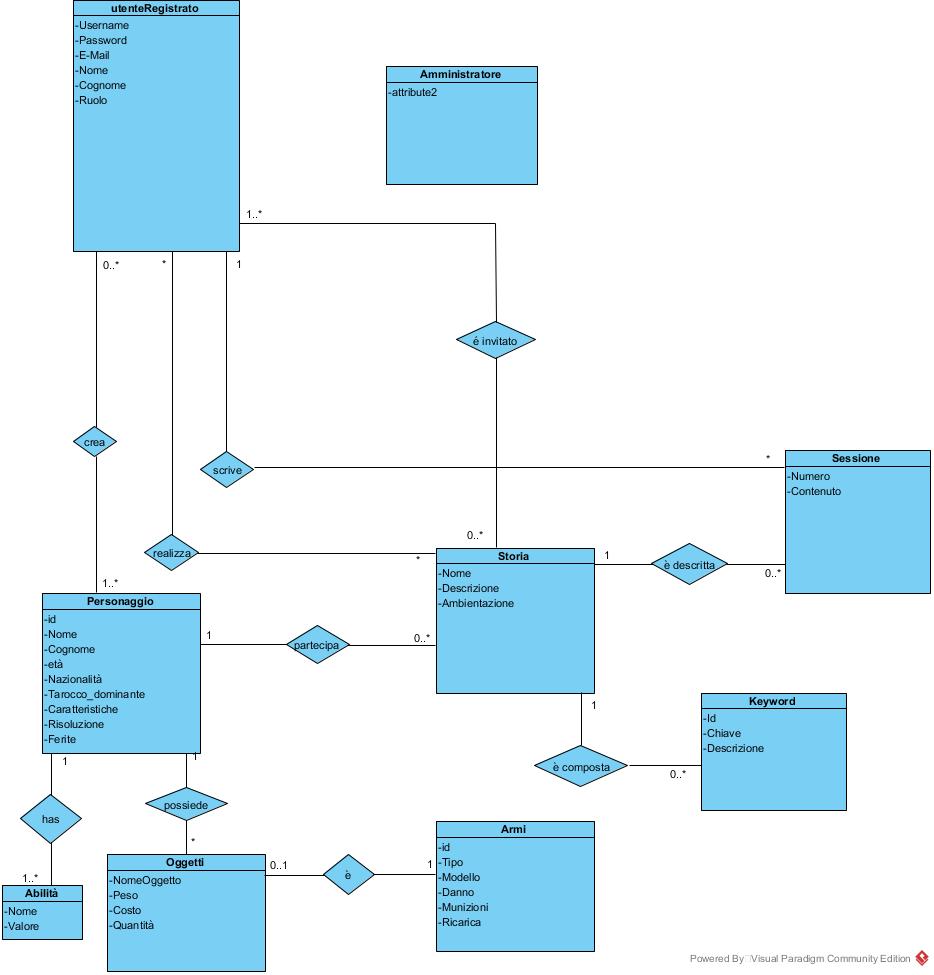 utenteRegistrato
-Username
-Password
-E-Mail
-Nome
-Cognome
-Ruolo
Amministratore
-attribute2
1..*
0..*
*
1
è invitato
crea
scrive
*
Sessione
-Numero
-Contenuto
realizza
*
0..*
Storia
-Nome
-Descrizione
-Ambientazione
1
è descritta
0..*
1..*
Personaggio
-id
-Nome
-Cognome
-età
-Nazionalità
-Tarocco_dominante
-Caratteristiche
-Risoluzione
-Ferite
1
partecipa
0..*
1
è composta
0..*
Keyword
-Id
-Chiave
-Descrizione
1
1
has
possiede
1..*
*
Abilità
-Nome
-Valore
Oggetti
-NomeOggetto
-Peso
-Costo
-Quantità
0..1
è
1
Armi
-id
-Tipo
-Modello
-Danno
-Munizioni
-Ricarica
Powered By Visual Paradigm Community Edition